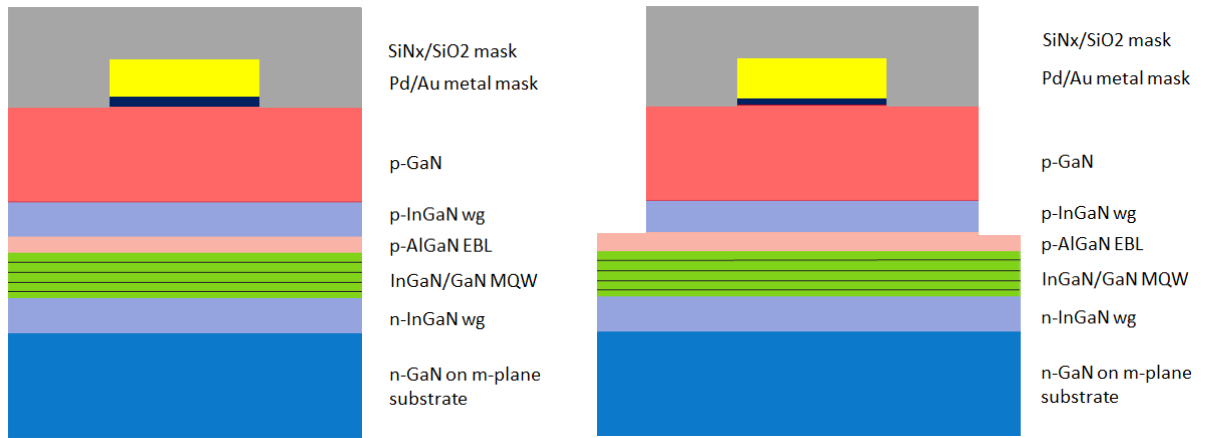 SiNx/SiO2 mask
Pd/Au metal mask
p-GaN
p-InGaN wg
p-AlGaN EBL
InGaN/GaN MQW
n-InGaN wg
n-GaN on m-plane
substrate
SiNx/SiO2 mask
Pd/Au metal mask
p-GaN
p-InGaN wg
p-AlGaN EBL
InGaN/GaN MQW
n-InGaN wg
n-GaN on m-plane
substrate